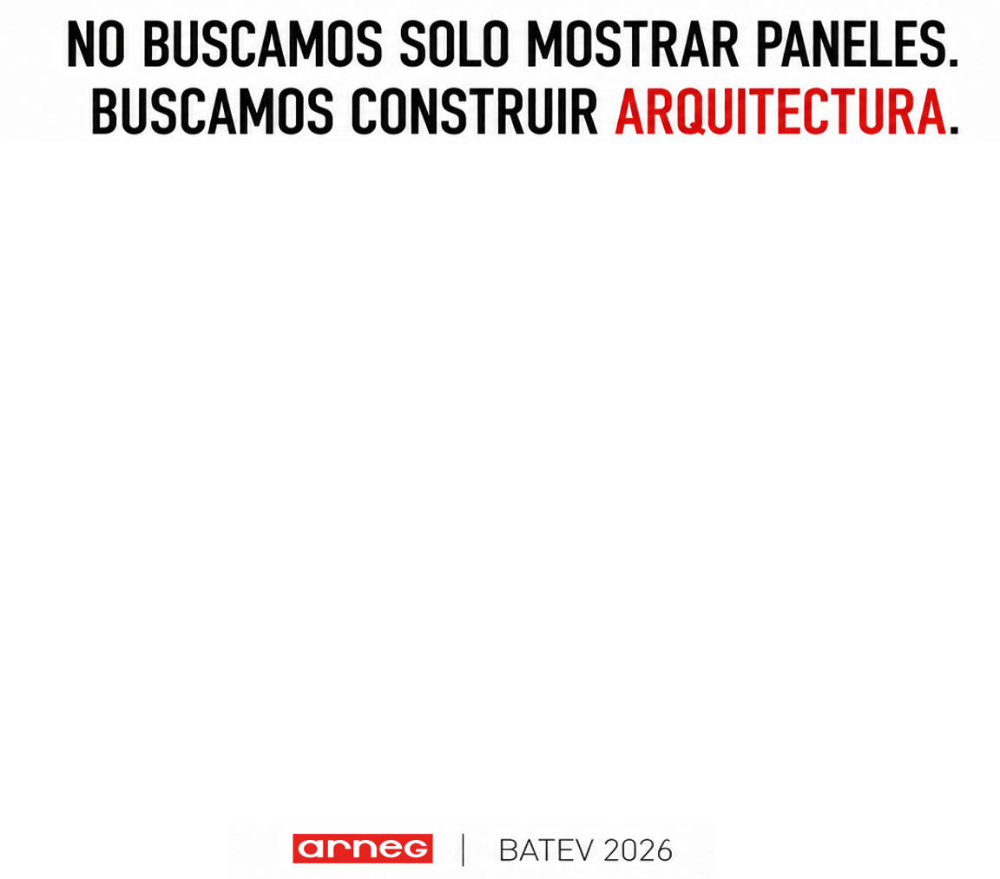 NO BUSCAMOS SOLO MOSTRAR PANELES.
BUSCAMOS CONSTRUIR ARQUITECTURA.
arneg | BATEV 2026